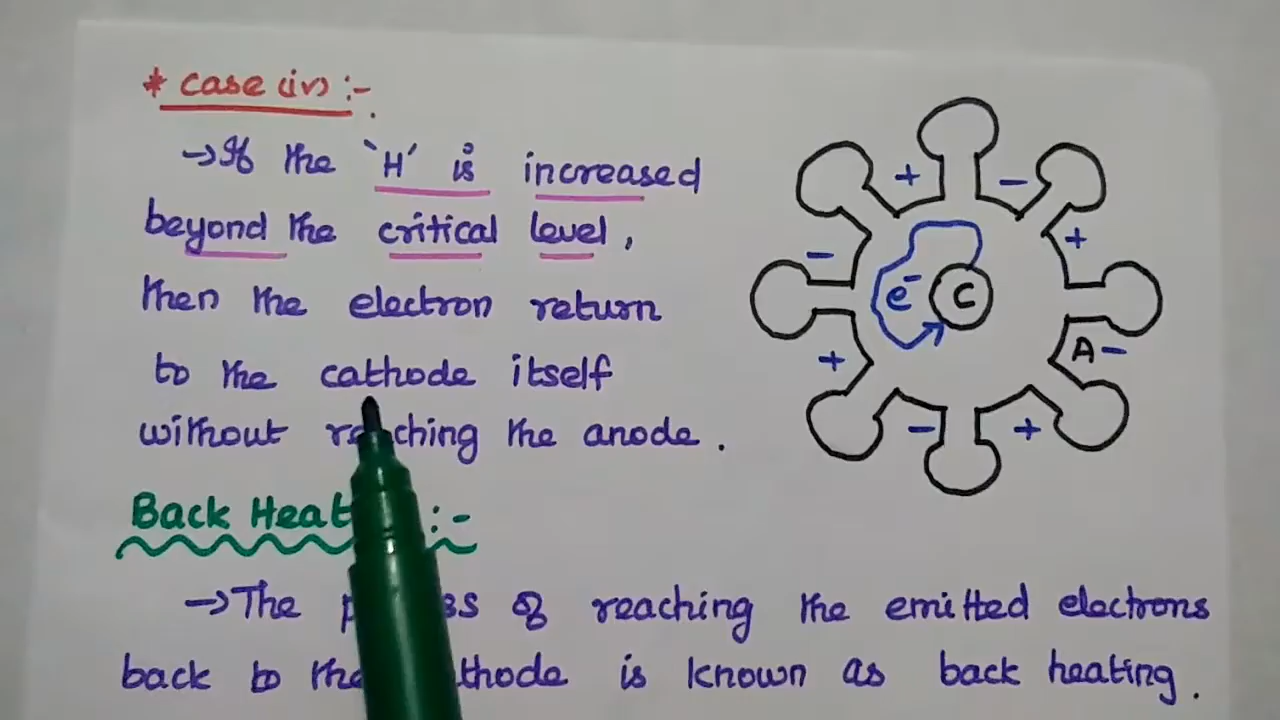 * Case (iv) :-
→ If the 'H' is increased
beyond the critical level,
then the electron return
to the cathode itself
without reaching the anode.
Back Heat :-
→ The of reaching the emitted electrons
back to the is known as back heating.
+ -
- +
e- C
+ A -
- +